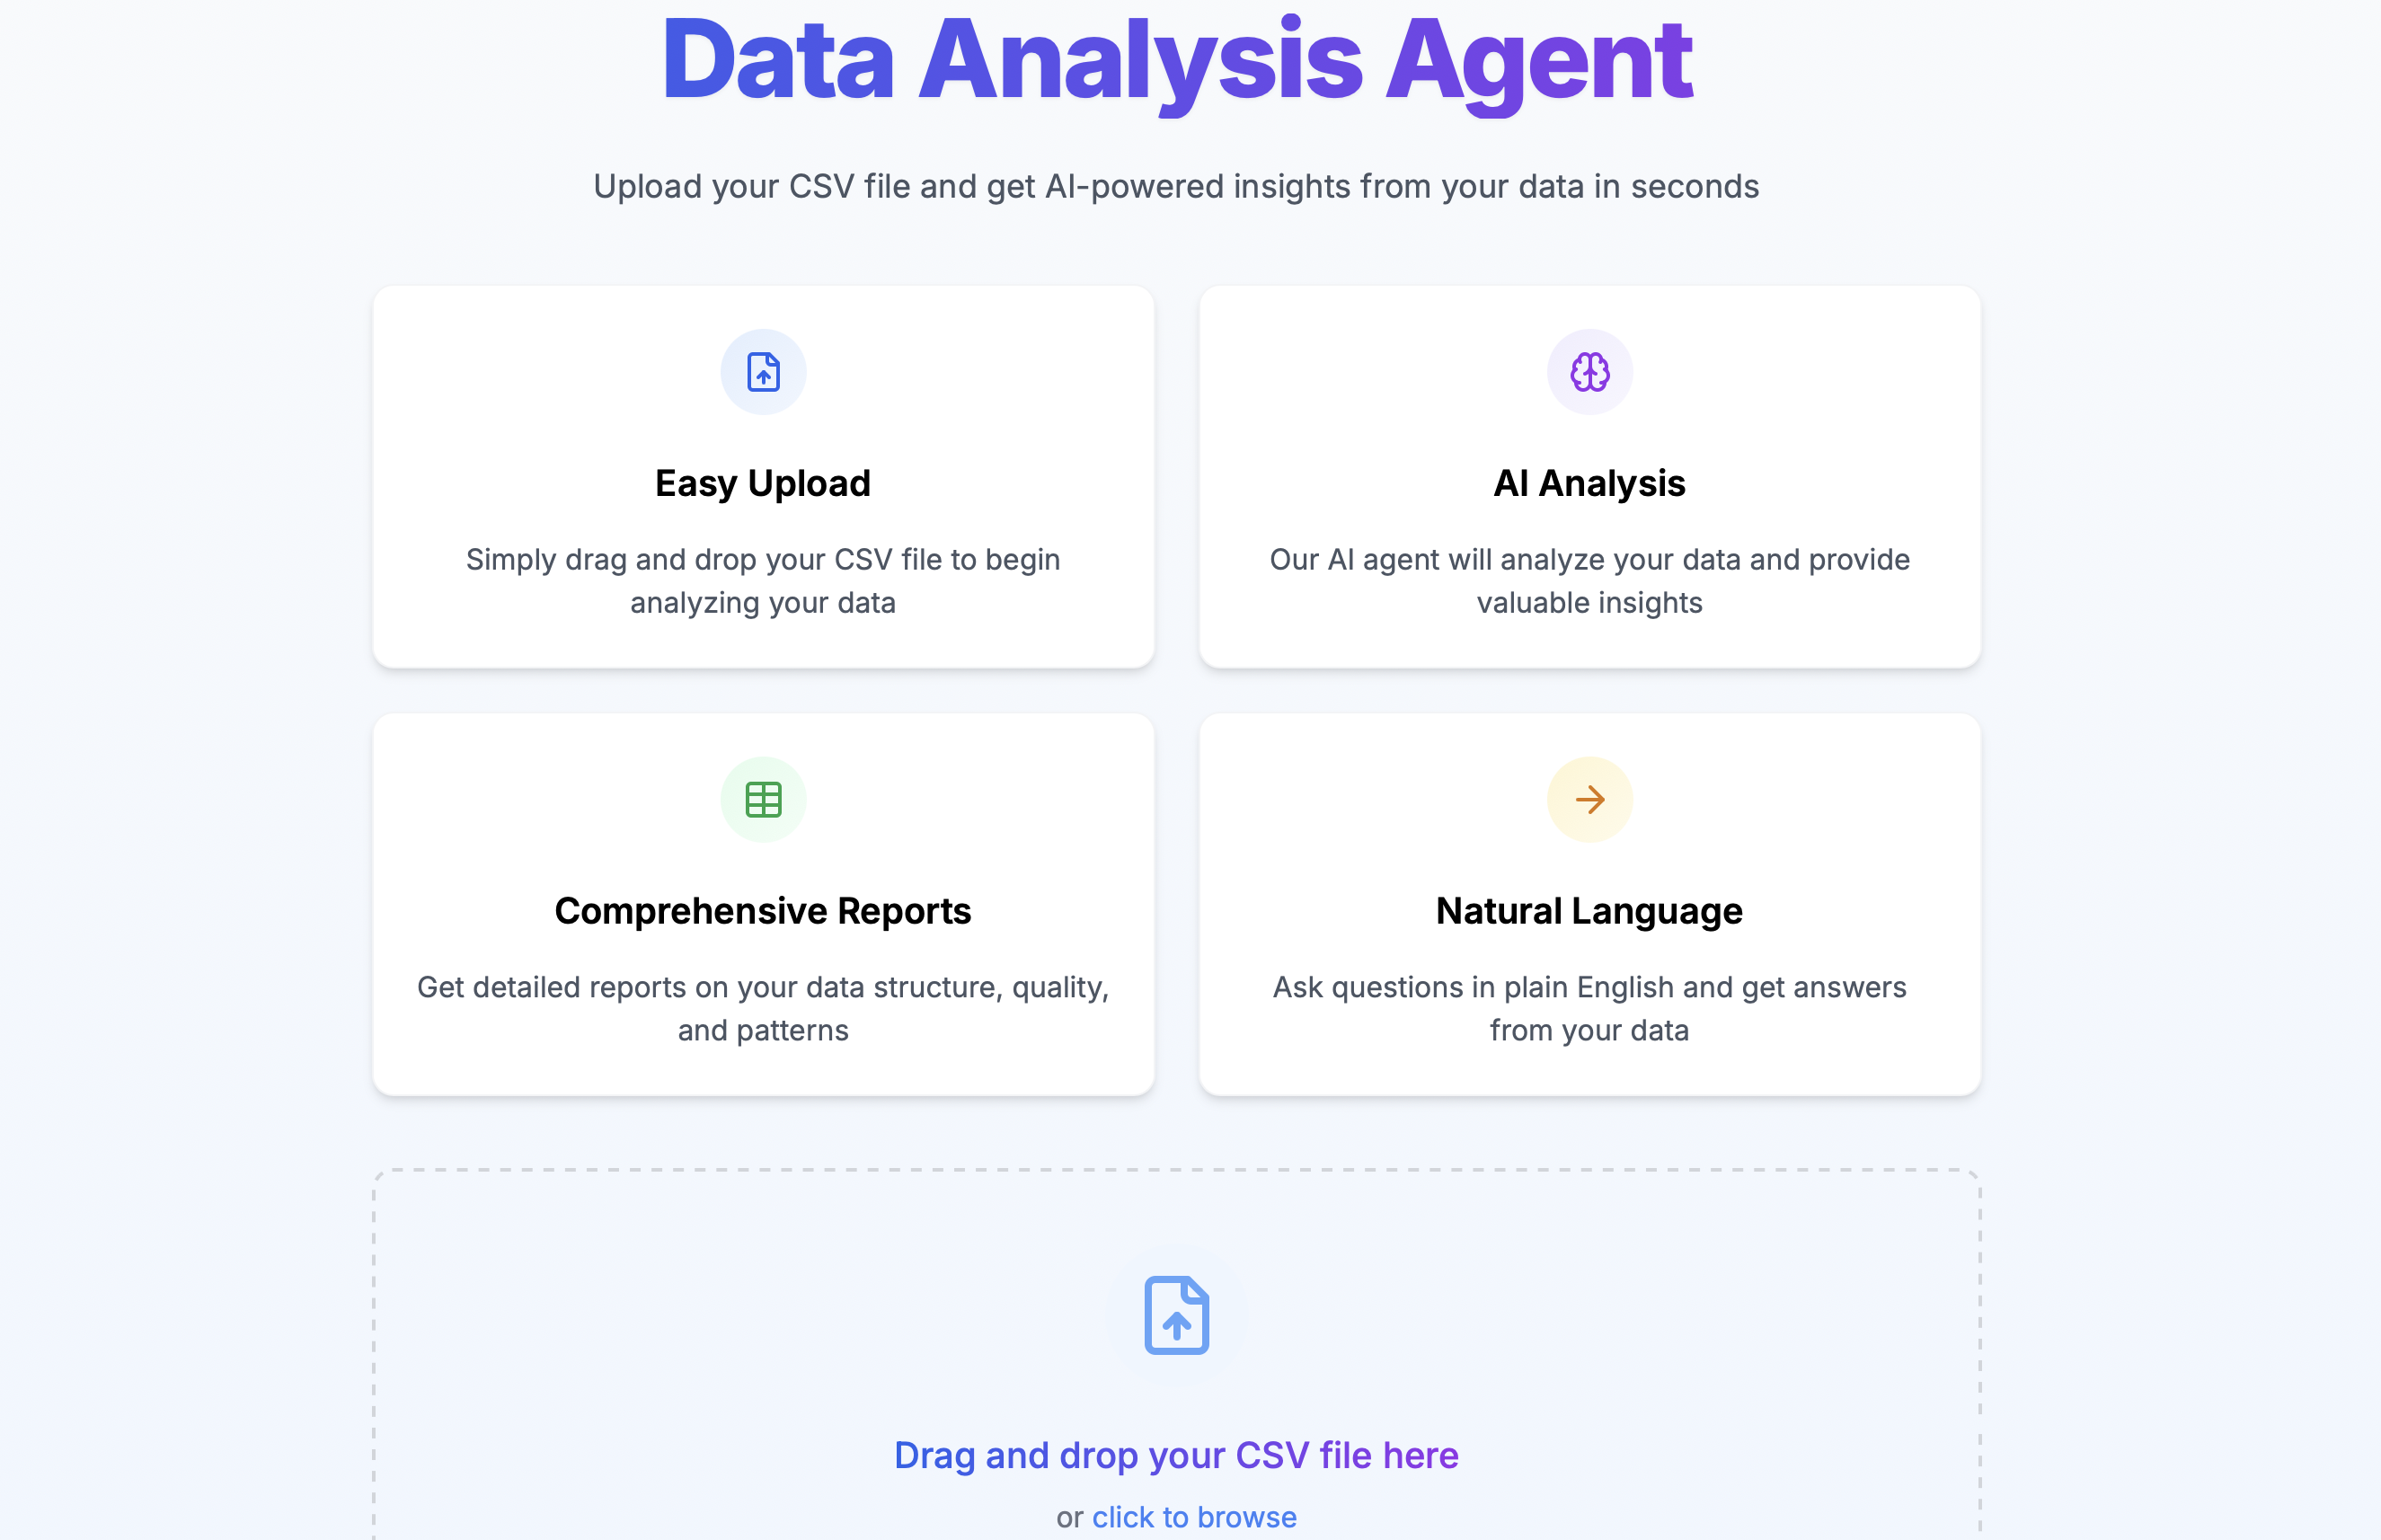 Data Analysis Agent
Upload your CSV file and get AI-powered insights from your data in seconds
Easy Upload
Simply drag and drop your CSV file to begin
analyzing your data
AI Analysis
Our AI agent will analyze your data and provide
valuable insights
Comprehensive Reports
Get detailed reports on your data structure, quality,
and patterns
Natural Language
Ask questions in plain English and get answers
from your data
Drag and drop your CSV file here
or click to browse